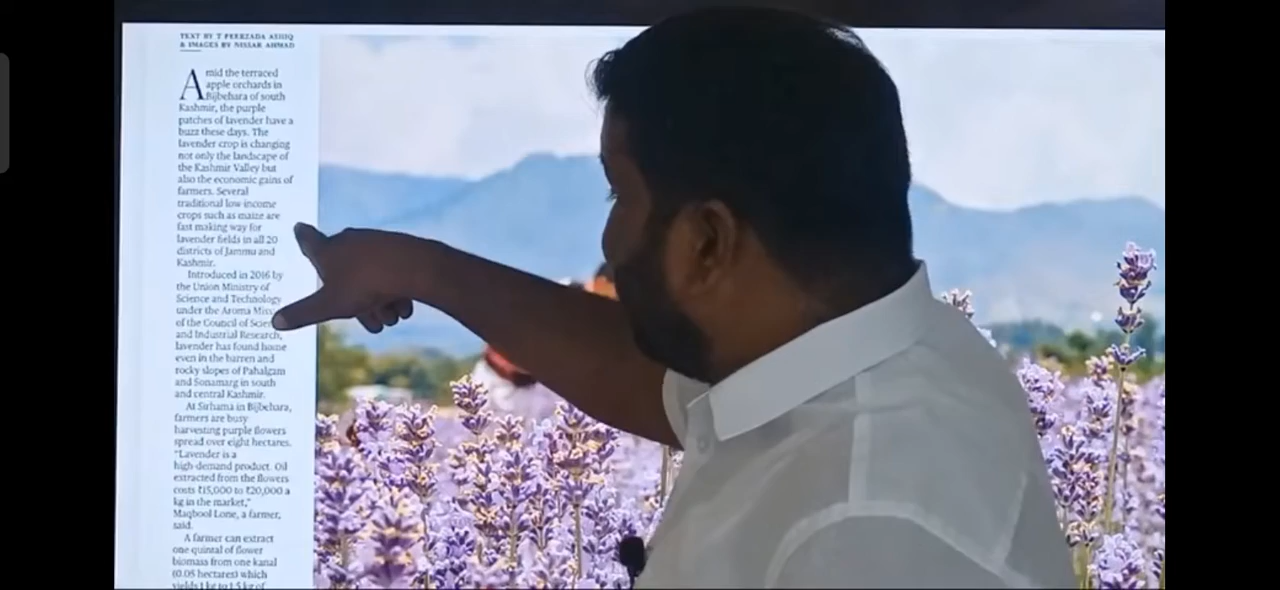 TEXT BY T PEERZADA ASHIQ
& IMAGES BY NISSAR AHMAD
Amid the terraced
apple orchards in
Bijbehara of south
Kashmir, the purple
patches of lavender have a
buzz these days. The
lavender crop is changing
not only the landscape of
the Kashmir Valley but
also the economic gains of
farmers. Several
traditional low-income
crops such as maize are
fast making way for
lavender fields in all 20
districts of Jammu and
Kashmir.
Introduced in 2016 by
the Union Ministry of
Science and Technology
under the Aroma
of the Council of
and Industrial Research,
lavender has found home
even in the barren and
rocky slopes of Pahalgam
and Sonamarg in south
and central Kashmir.
At Sirhama in Bijbehara,
farmers are busy
harvesting purple flowers
spread over eight hectares.
"Lavender is a
high-demand product. Oil
extracted from the flowers
costs ₹15,000 to ₹20,000 a
kg in the market,"
Maqbool Lone, a farmer,
said.
A farmer can extract
one quintal of flower
biomass from one kanal
(0.05 hectares) which
yields 1 kg to 1.5 kg of